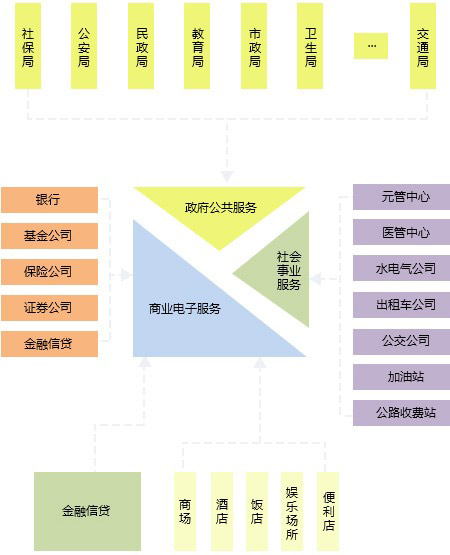 社保局
公安局
民政局
教育局
市政局
卫生局
...
交通局
政府公共服务
社会
事业
服务
商业电子服务
银行
基金公司
保险公司
证券公司
金融信贷
元管中心
医管中心
水电气公司
出租车公司
公交公司
加油站
公路收费站
金融信贷
商场
酒店
饭店
娱乐场所
便利店